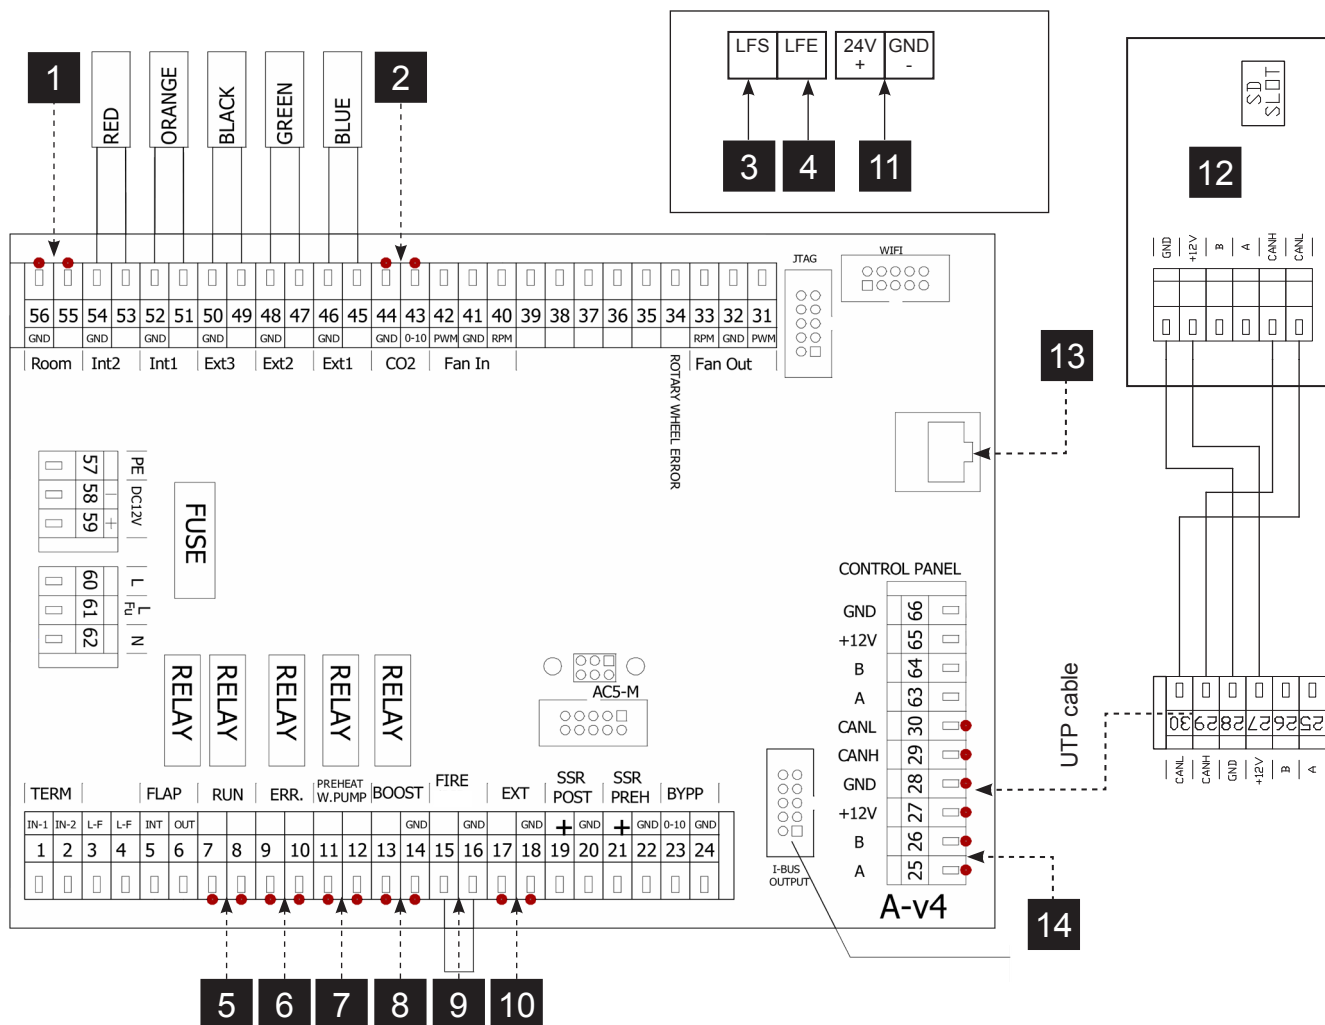 LFS LFE 24V + GND -
3 4 11
1 2
RED ORANGE BLACK GREEN BLUE
SD SLOT
12
GND +12V B A CANH CANL
JTAG WIFI
56 55 54 53 52 51 50 49 48 47 46 45 44 43 42 41 40 39 38 37 36 35 34 33 32 31
GND GND GND GND GND GND GND 0-10 PWM GND RPM RPM GND PWM
Room Int2 Int1 Ext3 Ext2 Ext1 CO2 Fan In Fan Out
ROTARY WHEEL ERROR
13
57 58 59
PE DC12V - +
FUSE
60 61 62
L L Fu N
RELAY RELAY RELAY RELAY RELAY
AC5-M
CONTROL PANEL
GND 66
+12V 65
B 64
A 63
CANL 30
CANH 29
GND 28
+12V 27
B 26
A 25
A-v4
UTP cable
30 29 28 27 26 25
CANL CANH GND +12V B A
I-BUS
OUTPUT
14
TERM FLAP RUN ERR. PREHEAT W.PUMP BOOST FIRE EXT SSR POST SSR PREH BYPP
IN-1 IN-2 L-F L-F INT OUT GND GND GND + GND + GND 0-10 GND
1 2 3 4 5 6 7 8 9 10 11 12 13 14 15 16 17 18 19 20 21 22 23 24
5 6 7 8 9 10